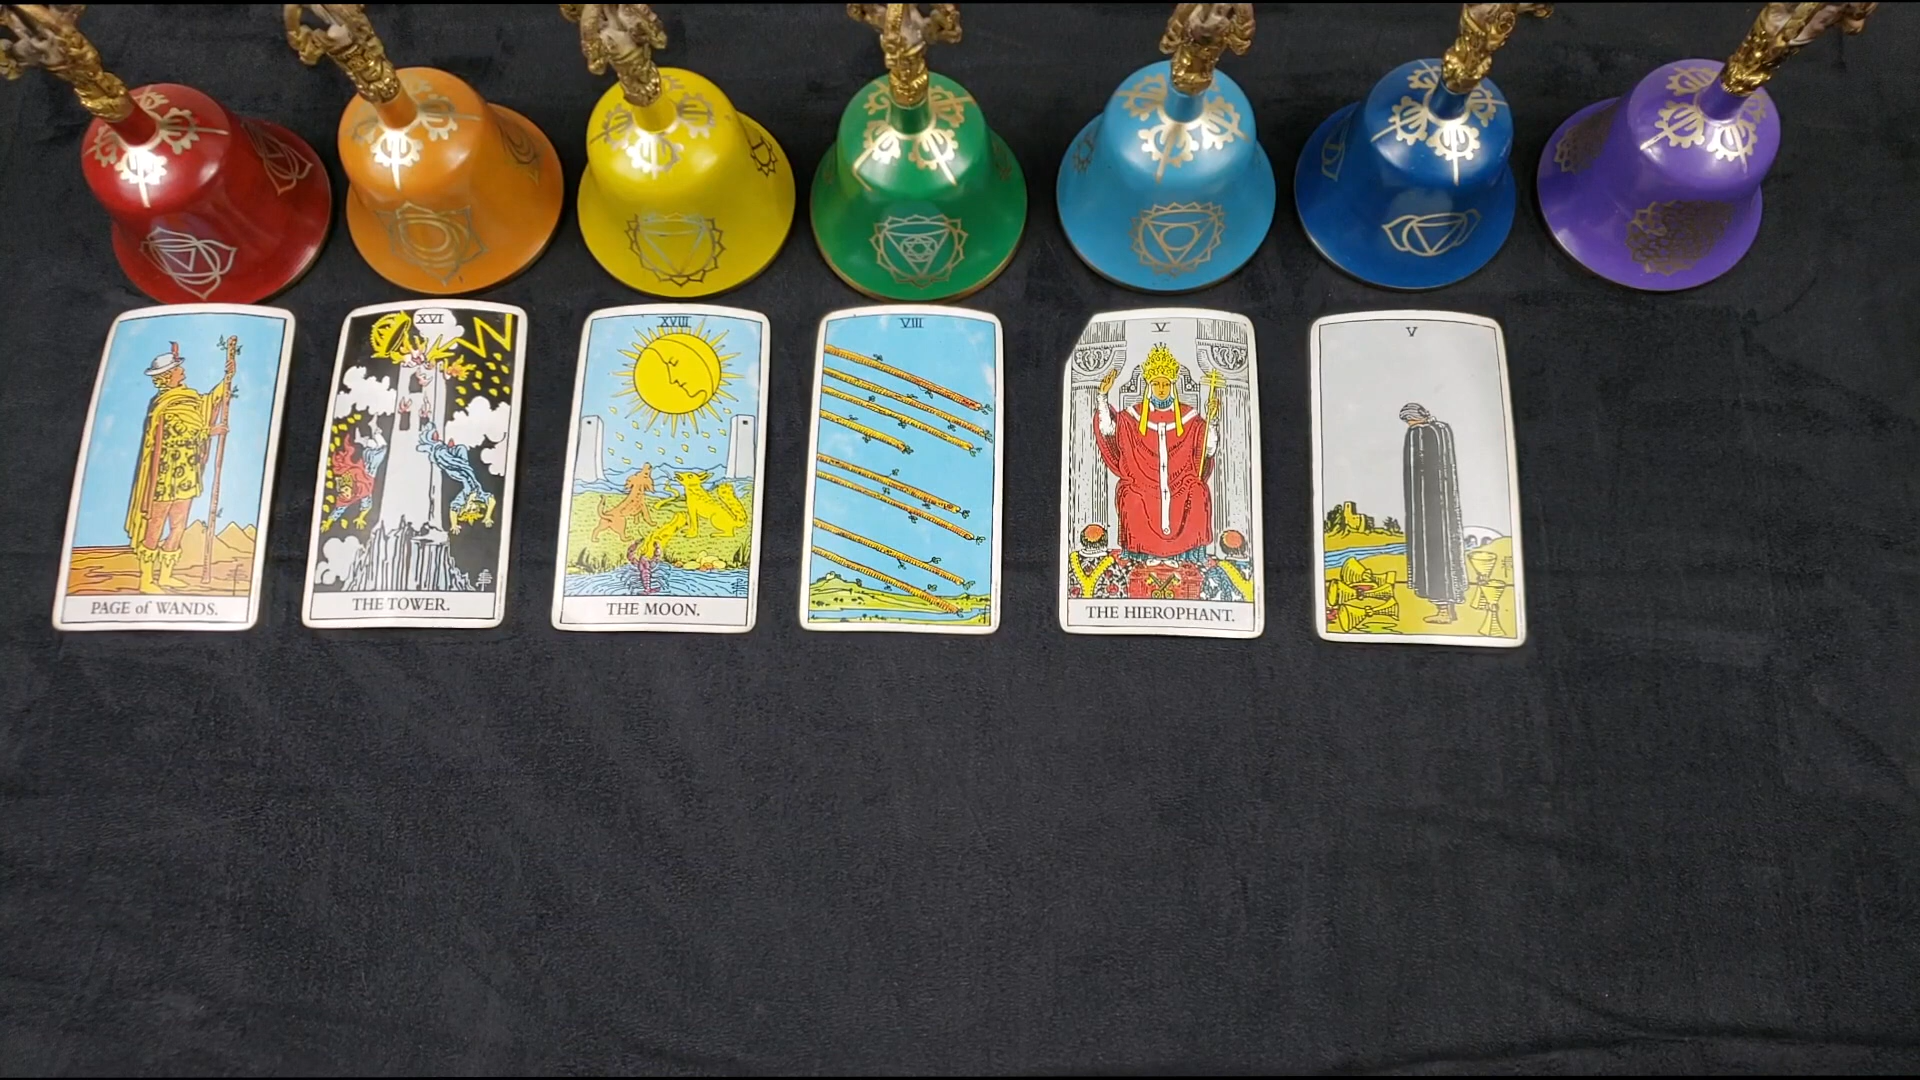 XVI
XVIII
VIII
V
V
PAGE of WANDS.
THE TOWER.
THE MOON.
THE HIEROPHANT.